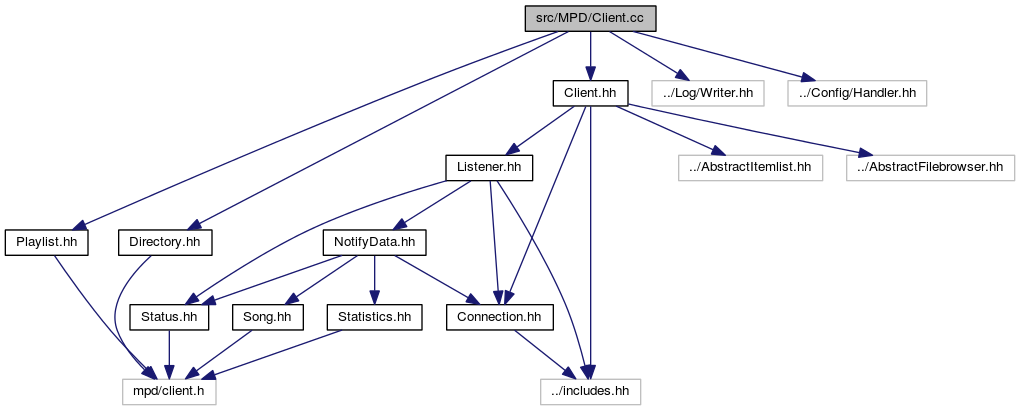 src/MPD/Client.cc
Client.hh
../Log/Writer.hh
../Config/Handler.hh
Listener.hh
../AbstractItemlist.hh
../AbstractFilebrowser.hh
Playlist.hh
Directory.hh
NotifyData.hh
Status.hh
Song.hh
Statistics.hh
Connection.hh
mpd/client.h
../includes.hh